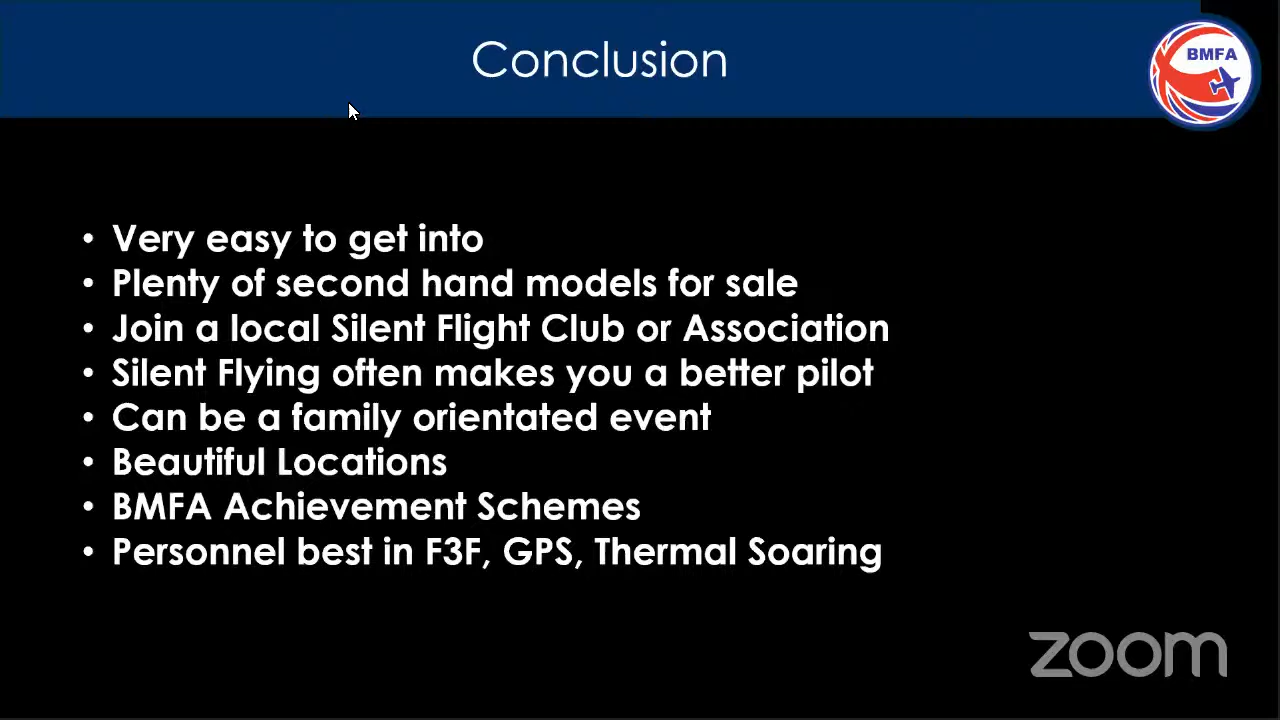 Conclusion
BMFA
• Very easy to get into
• Plenty of second hand models for sale
• Join a local Silent Flight Club or Association
• Silent Flying often makes you a better pilot
• Can be a family orientated event
• Beautiful Locations
• BMFA Achievement Schemes
• Personnel best in F3F, GPS, Thermal Soaring
zoom